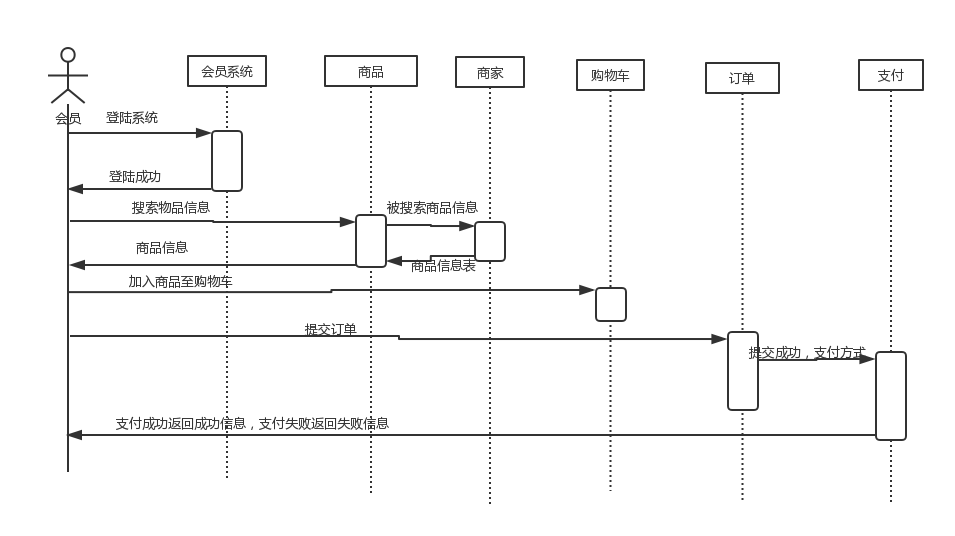 会员系统
商品
商家
购物车
订单
支付
会员
登陆系统
登陆成功
搜索物品信息
被搜索商品信息
商品信息
商品信息表
加入商品至购物车
提交订单
提交成功，支付方式
支付成功返回成功信息，支付失败返回失败信息